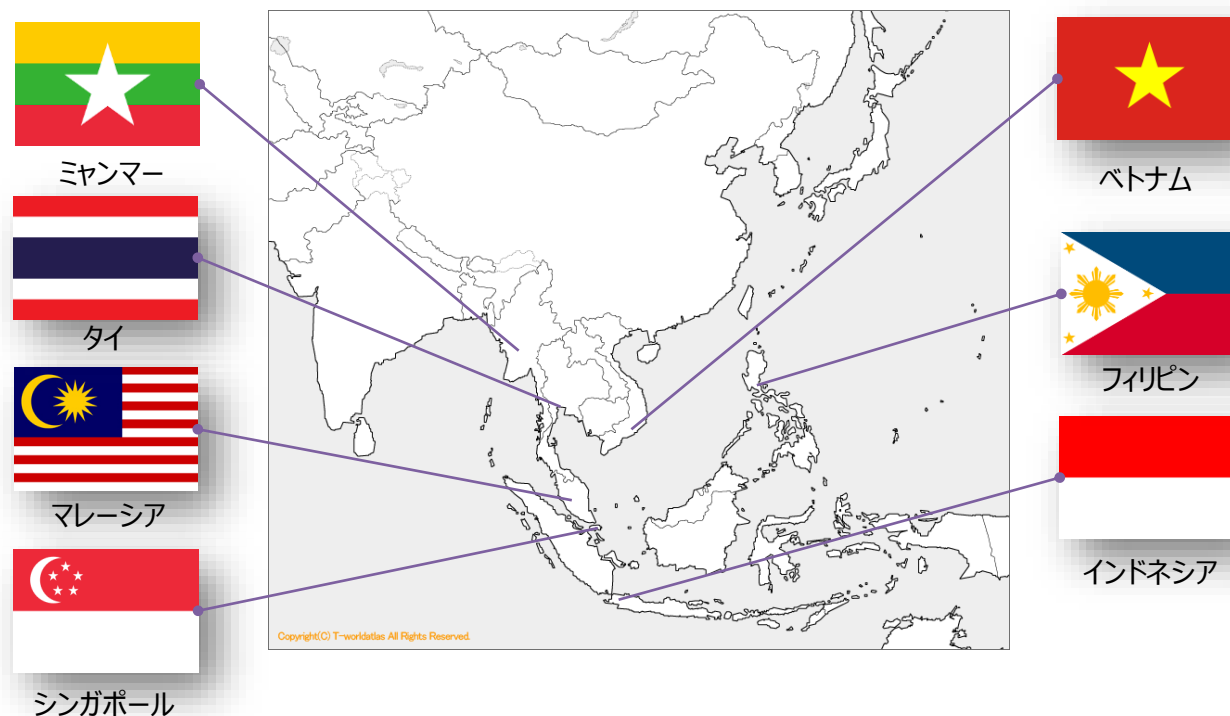 ミャンマー
タイ
マレーシア
シンガポール
ベトナム
フィリピン
インドネシア
Copyright(C) T-worldatlas All Rights Reserved.